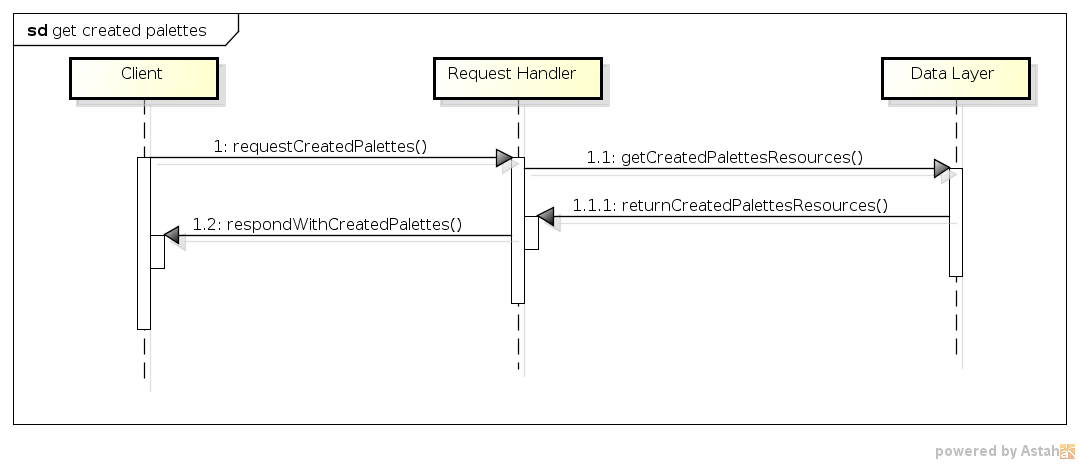 sd get created palettes
Client
Request Handler
Data Layer
1: requestCreatedPalettes()
1.1: getCreatedPalettesResources()
1.1.1: returnCreatedPalettesResources()
1.2: respondWithCreatedPalettes()
powered by Astah